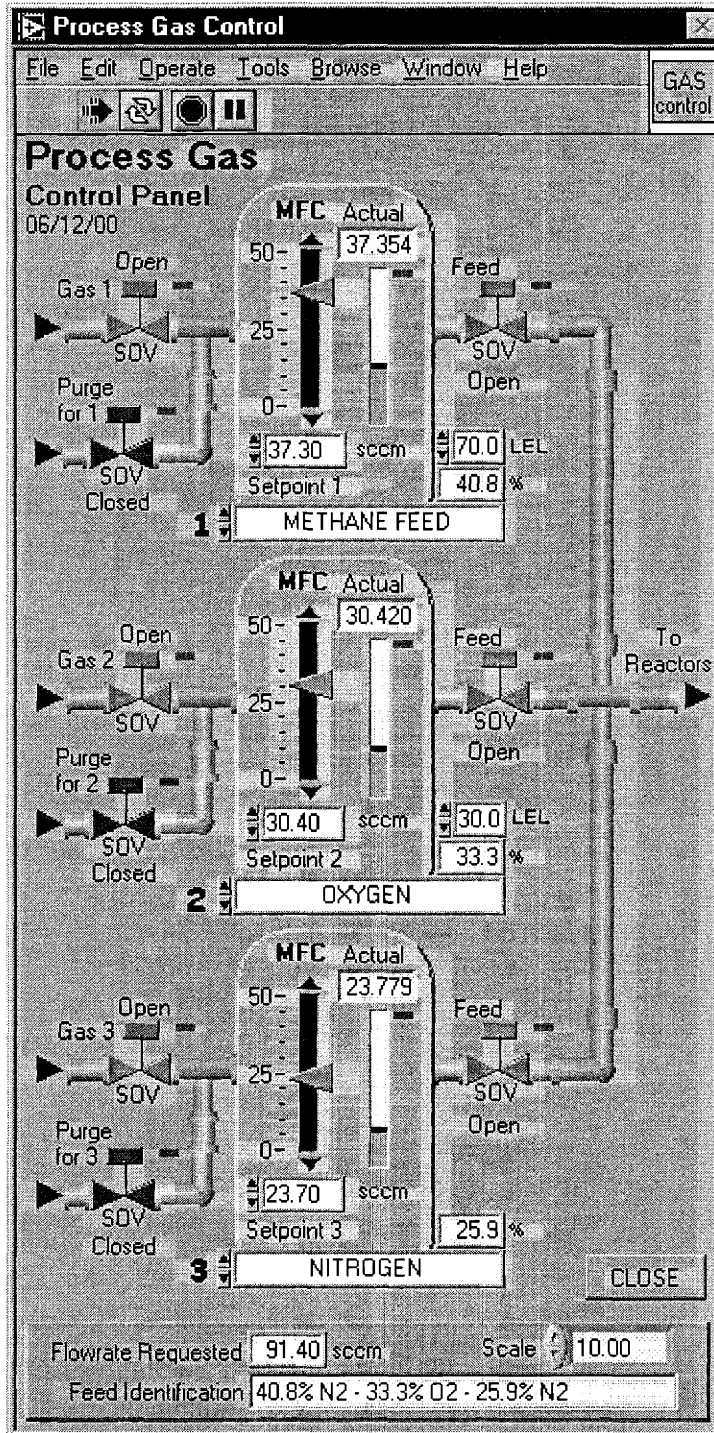 Process Gas Control
File Edit Operate Tools Browse Window Help
GAS
control
Process Gas
Control Panel
06/12/00
MFC Actual
37.354
50
25
0
Open
Gas 1
SOV
Purge
for 1
SOV
Closed
Feed
SOV
Open
37.30 sccm
Setpoint 1
70.0 LEL
40.8 %
1 METHANE FEED
MFC Actual
30.420
50
25
0
Open
Gas 2
SOV
Purge
for 2
SOV
Closed
Feed
SOV
Open
To
Reactors
30.40 sccm
Setpoint 2
30.0 LEL
33.3 %
2 OXYGEN
MFC Actual
23.779
50
25
0
Open
Gas 3
SOV
Purge
for 3
SOV
Closed
Feed
SOV
Open
23.70 sccm
Setpoint 3
25.9 %
3 NITROGEN
CLOSE
Flowrate Requested 91.40 sccm Scale 10.00
Feed Identification 40.8% N2 - 33.3% O2 - 25.9% N2